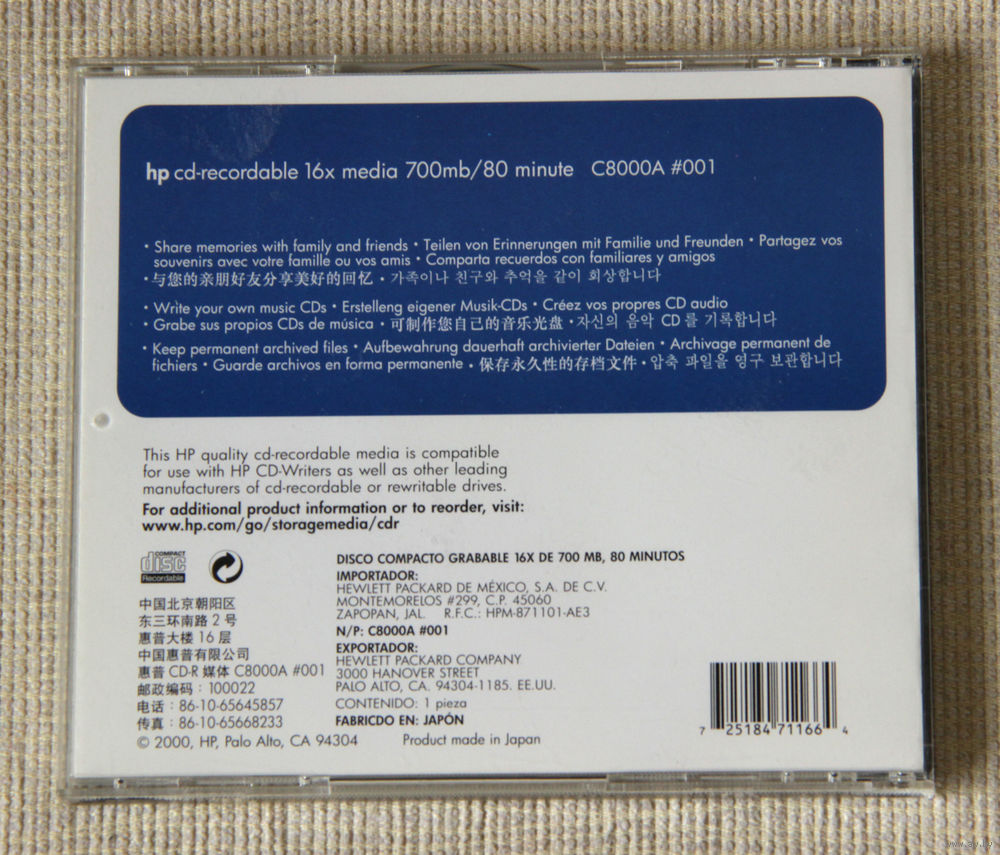 hp cd-recordable 16x media 700mb/80 minute C8000A #001
• Share memories with family and friends • Teilen von Erinnerungen mit Familie und Freunden • Partagez vos
souvenirs avec votre famille ou vos amis • Comparta recuerdos con familiares y amigos
• 与您的亲朋好友分享美好的回忆 • 가족이나 친구와 추억을 같이 회상합니다
• Write your own music CDs • Erstelleng eigener Musik-CDs • Créez vos propres CD audio
• Grabe sus propios CDs de música • 可制作您自己的音乐光盘 • 자신의 음악 CD 를 기록합니다
• Keep permanent archived files • Aufbewahrung dauerhaft archivierter Dateien • Archivage permanent de
fichiers • Guarde archivos en forma permanente • 保存永久性的存档文件 • 압축 파일을 영구 보관합니다
This HP quality cd-recordable media is compatible
for use with HP CD-Writers as well as other leading
manufacturers of cd-recordable or rewritable drives.
For additional product information or to reorder, visit:
www.hp.com/go/storagemedia/cdr
COMPACT
disc
Recordable
中国北京朝阳区
东三环南路 2 号
惠普大楼 16 层
中国惠普有限公司
惠普 CD-R 媒体 C8000A #001
邮政编码：100022
电话：86-10-65645857
传真：86-10-65668233
© 2000, HP, Palo Alto, CA 94304
DISCO COMPACTO GRABABLE 16X DE 700 MB, 80 MINUTOS
IMPORTADOR:
HEWLETT PACKARD DE MÉXICO, S.A. DE C.V.
MONTEMORELOS #299, C.P. 45060
ZAPOPAN, JAL. R.F.C.: HPM-871101-AE3
N/P: C8000A #001
EXPORTADOR:
HEWLETT PACKARD COMPANY
3000 HANOVER STREET
PALO ALTO, CA. 94304-1185. EE.UU.
CONTENIDO: 1 pieza
FABRICDO EN: JAPÓN
Product made in Japan
7 25184 71166 4
www.ay.by